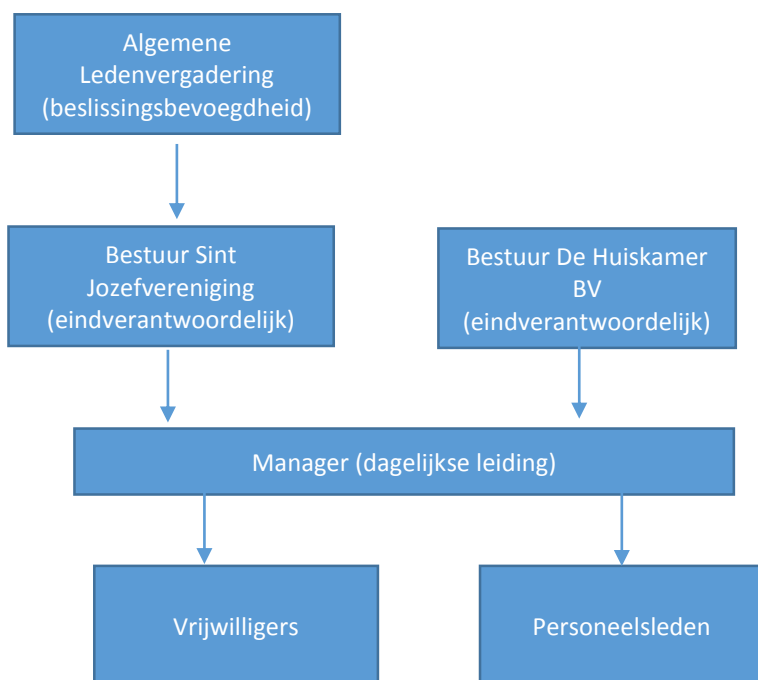 Algemene
Ledenvergadering
(beslissingsbevoegdheid)
Bestuur Sint
Jozefvereniging
(eindverantwoordelijk)
Bestuur De Huiskamer
BV
(eindverantwoordelijk)
Manager (dagelijkse leiding)
Vrijwilligers
Personeelsleden